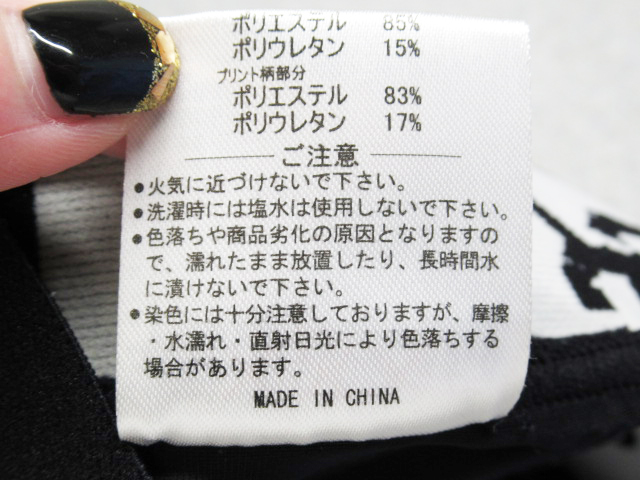 ポリエステル 85%
ポリウレタン 15%
プリント柄部分
ポリエステル 83%
ポリウレタン 17%
ご注意
●火気に近づけないで下さい。
●洗濯時には塩水は使用しないで下さい。
●色落ちや商品劣化の原因となりますの
で、濡れたまま放置したり、長時間水
に漬けないで下さい。
●染色には十分注意しておりますが、摩擦
・水濡れ・直射日光により色落ちする
場合があります。
MADE IN CHINA